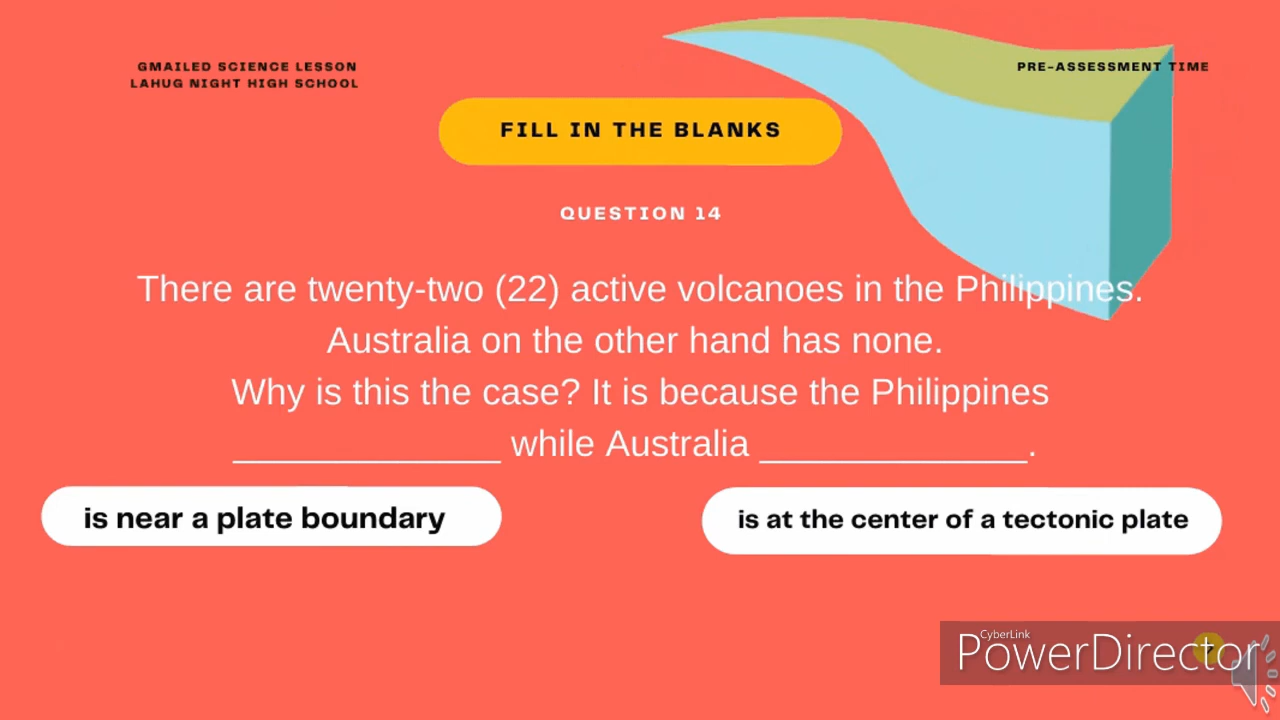 GMAILED SCIENCE LESSON
LAHUG NIGHT HIGH SCHOOL
PRE-ASSESSMENT TIME
FILL IN THE BLANKS
QUESTION 14
There are twenty-two (22) active volcanoes in the Philippines.
Australia on the other hand has none.
Why is this the case? It is because the Philippines
_____________ while Australia _____________.
is near a plate boundary
is at the center of a tectonic plate
CyberLink
PowerDirector